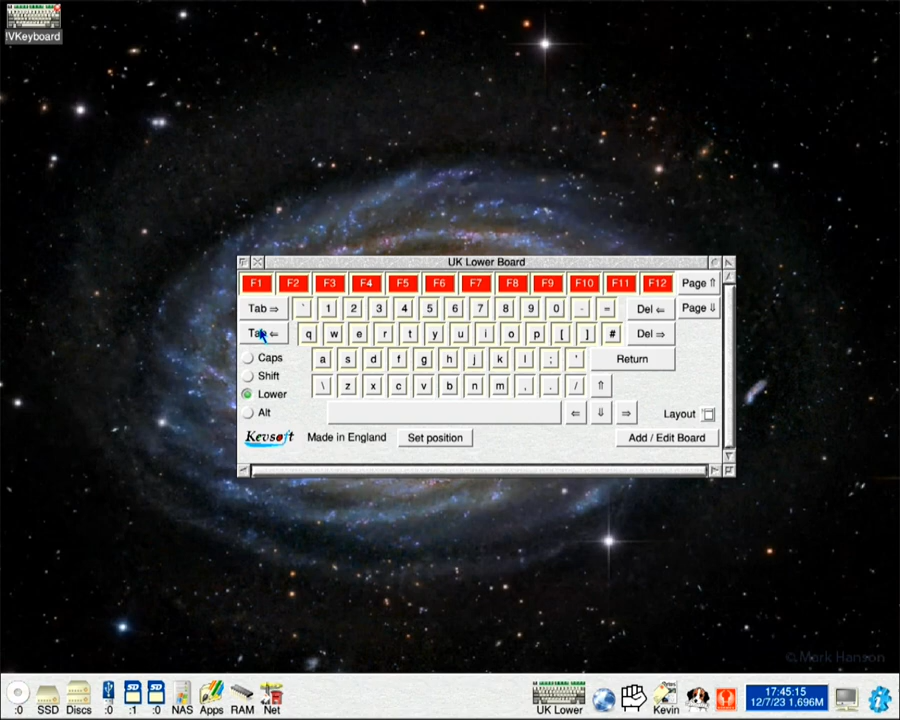 !VKeyboard
UK Lower Board
F1 F2 F3 F4 F5 F6 F7 F8 F9 F10 F11 F12 Page ⇑
Tab ⇒ ` 1 2 3 4 5 6 7 8 9 0 - = Del ⇐ Page ⇓
Tab ⇐ q w e r t y u i o p [ ] # Del ⇒
Caps a s d f g h j k l ; ' Return
Shift \ z x c v b n m , . / ⇑
Lower
Alt ⇐ ⇓ ⇒ Layout
Kevsoft Made in England Set position Add / Edit Board
© Mark Hanson
:0 SSD Discs :0 :1 :0 NAS Apps RAM Net UK Lower Kevin
17:45:15
12/7/23 1,696M